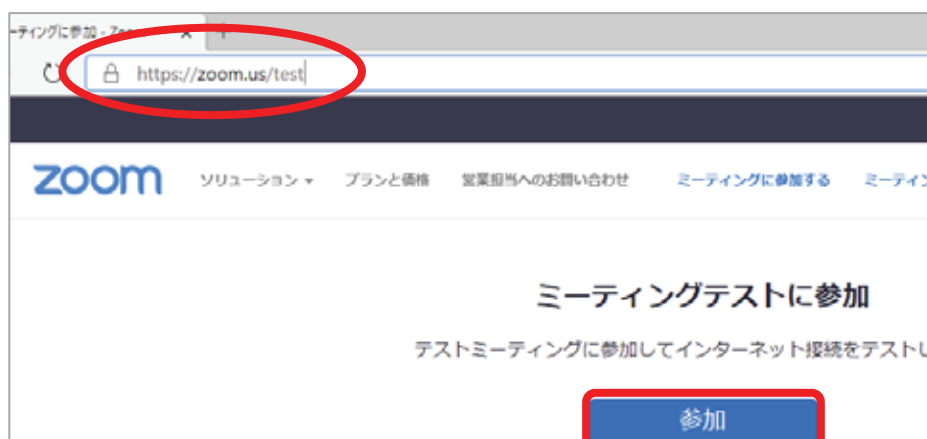 ーティングに参加 - Zoom
https://zoom.us/test
zoom ソリューション プランと価格 営業担当へのお問い合わせ ミーティングに参加する ミーティン
ミーティングテストに参加
テストミーティングに参加してインターネット接続をテストし
参加